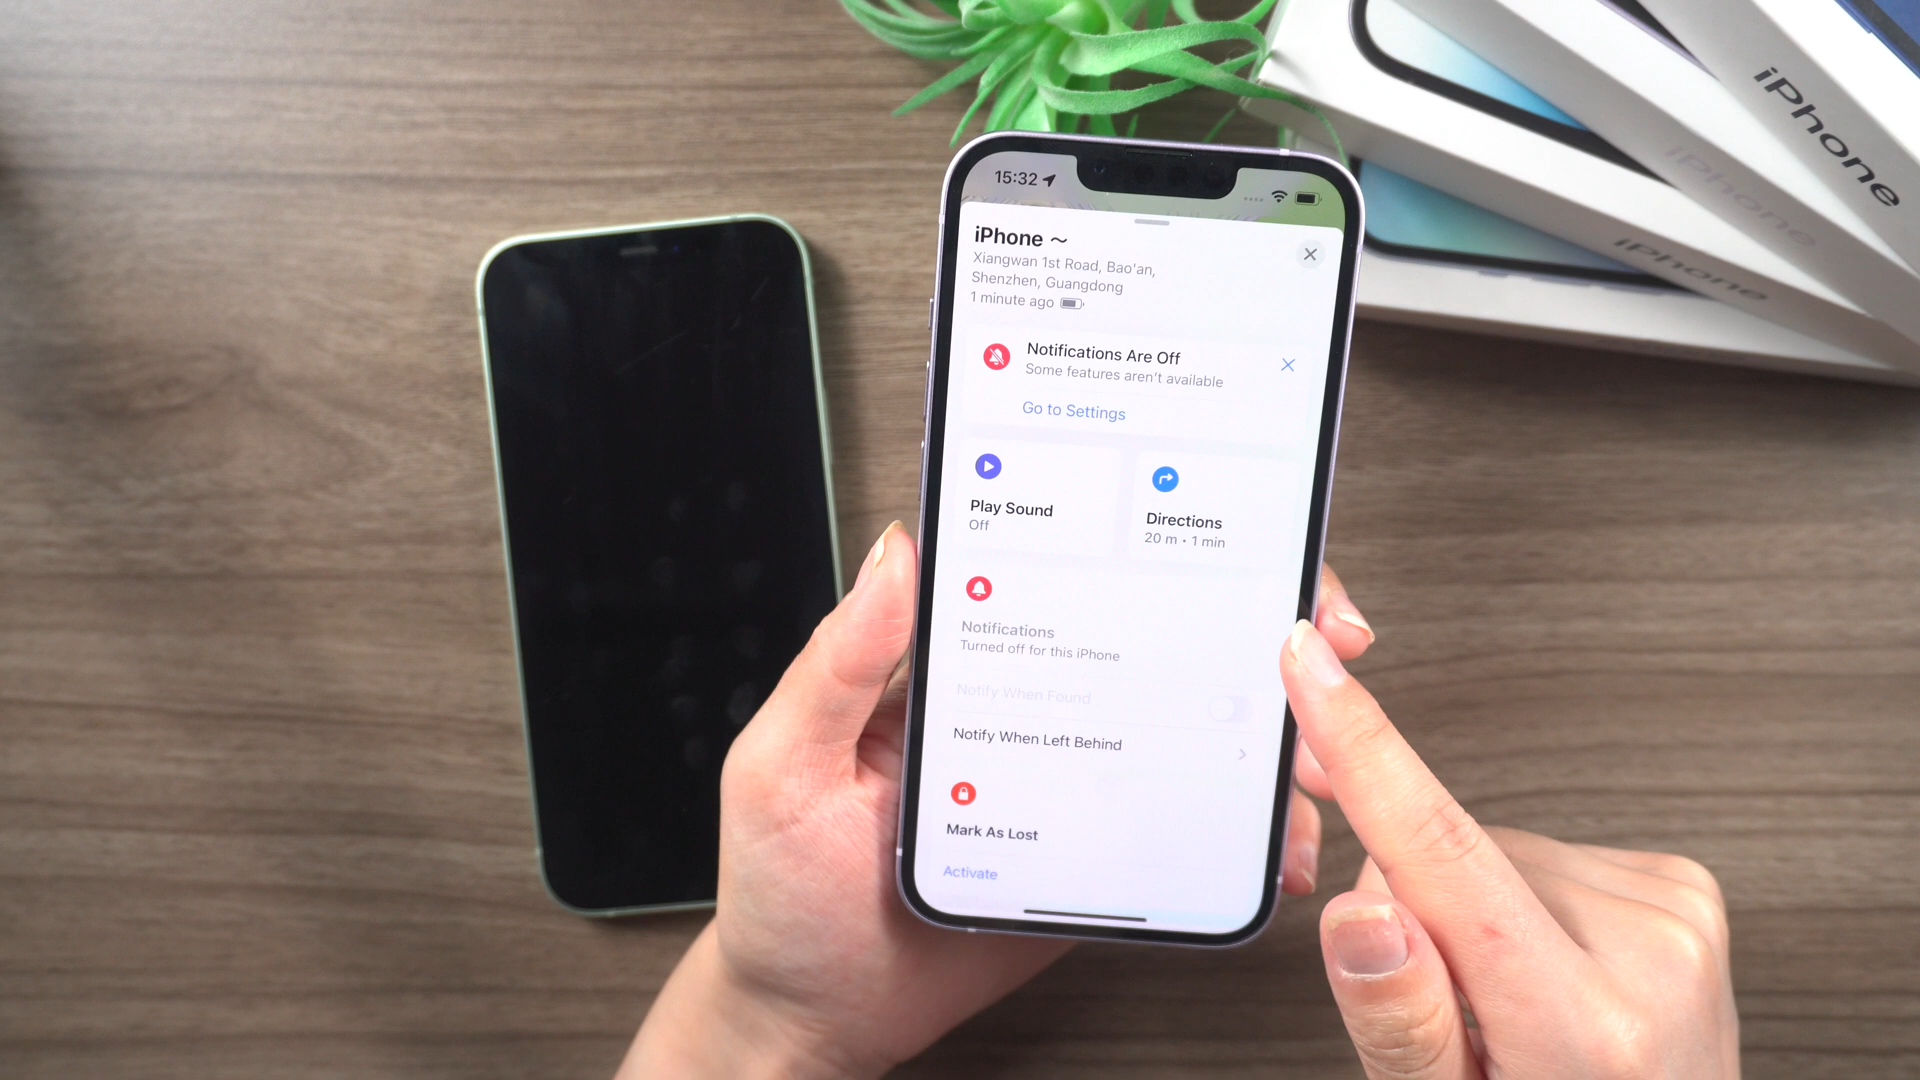 15:32
iPhone ~
Xiangwan 1st Road, Bao'an,
Shenzhen, Guangdong
1 minute ago
Notifications Are Off
Some features aren't available
Go to Settings
Play Sound
Off
Directions
20 m • 1 min
Notifications
Turned off for this iPhone
Notify When Found
Notify When Left Behind
Mark As Lost
Activate
iPhone
iPhone
iPhone